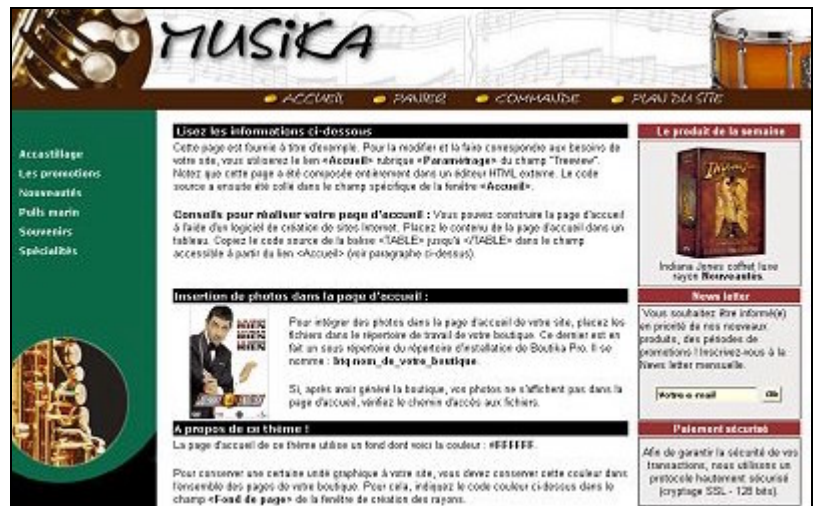 MUSiKA
ACCUEIL PANIER COMMANDE PLAN DU SITE
Accastillage
Les promotions
Nouveautés
Pulls marin
Souvenirs
Spécialités
Lisez les informations ci-dessous
Cette page est fournie à titre d'exemple. Pour la modifier et la faire correspondre aux besoins de
votre site, vous utiliserez le lien «Accueil» rubrique «Paramétrage» du champ "Treeview".
Notez que cette page a été composée entièrement dans un éditeur HTML externe. Le code
source a ensuite été collé dans le champ spécifique de la fenêtre «Accueil».
Conseils pour réaliser votre page d'accueil : Vous pouvez construire la page d'accueil
à l'aide d'un logiciel de création de sites Internet. Placez le contenu de la page d'accueil dans un
tableau. Copiez le code source de la balise <TABLE> jusqu'à </TABLE> dans le champ
accessible à partir du lien <Accueil> (voir paragraphe ci-dessus).
Insertion de photos dans la page d'accueil :
Pour intégrer des photos dans la page d'accueil de votre site, placez les
fichiers dans le répertoire de travail de votre boutique. Ce dernier est en
fait un sous répertoire du répertoire d'installation de Boutika Pro. Il se
nomme : btq nom_de_votre_boutique.
Si, après avoir généré la boutique, vos photos ne s'affichent pas dans la
page d'accueil, vérifiez le chemin d'accès aux fichiers.
A propos de ce thème !
La page d'accueil de ce thème utilise un fond dont voici la couleur : #FFFFFF.
Pour conserver une certaine unité graphique à votre site, vous devez conserver cette couleur dans
l'ensemble des pages de votre boutique. Pour cela, indiquez le code couleur ci-dessus dans le
champ «Fond de page» de la fenêtre de création des rayons.
Le produit de la semaine
Indiana Jones coffret luxe
rayon Nouveautés.
News letter
Vous souhaitez être informé(e)
en priorité de nos nouveaux
produits, des périodes de
promotions ! Inscrivez-vous à la
News letter mensuelle.
Votre e-mail Ok
Paiement sécurisé
Afin de garantir la sécurité de vos
transactions, nous utilisons un
protocole hautement sécurisé
(cryptage SSL - 128 bits).